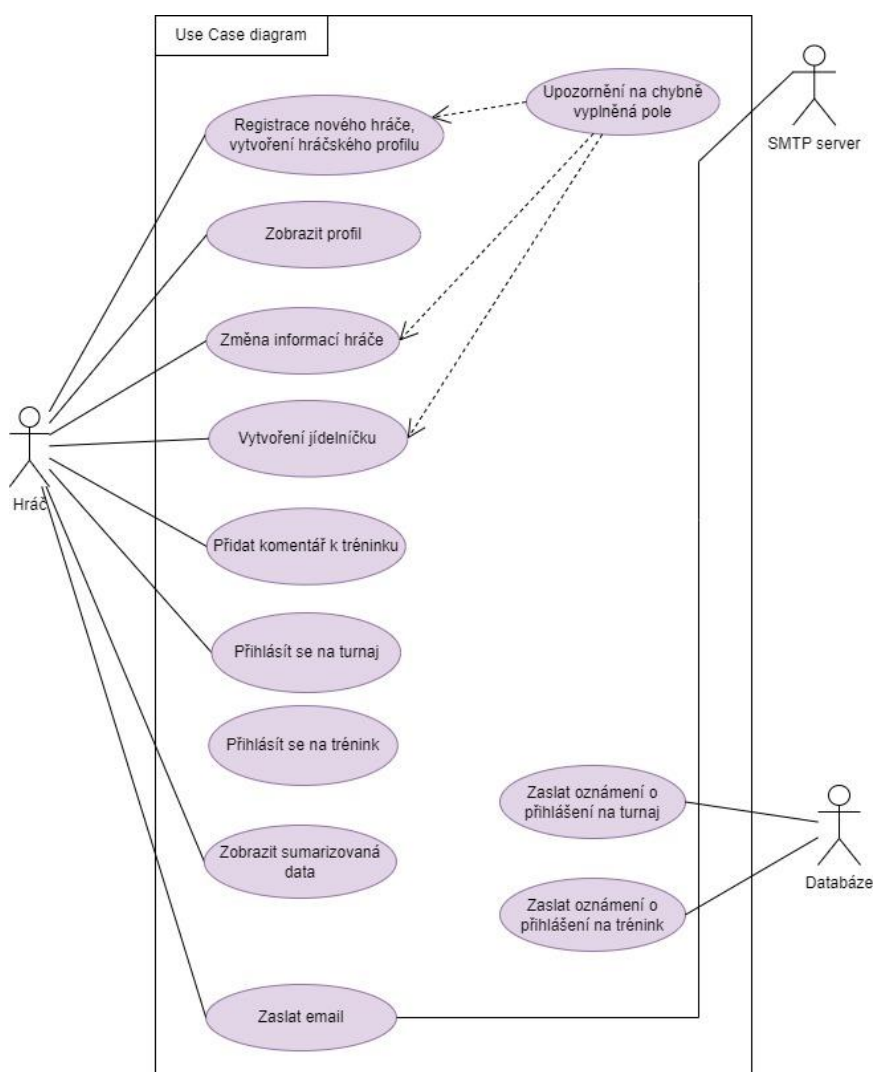 Use Case diagram
SMTP server
Upozornění na chybně
vyplněná pole
Registrace nového hráče,
vytvoření hráčského profilu
Zobrazit profil
Změna informací hráče
Vytvoření jídelníčku
Hráč
Přidat komentář k tréninku
Přihlásít se na turnaj
Přihlásít se na trénink
Zaslat oznámení o
přihlášení na turnaj
Zobrazit sumarizovaná
data
Databáze
Zaslat oznámení o
přihlášení na trénink
Zaslat email